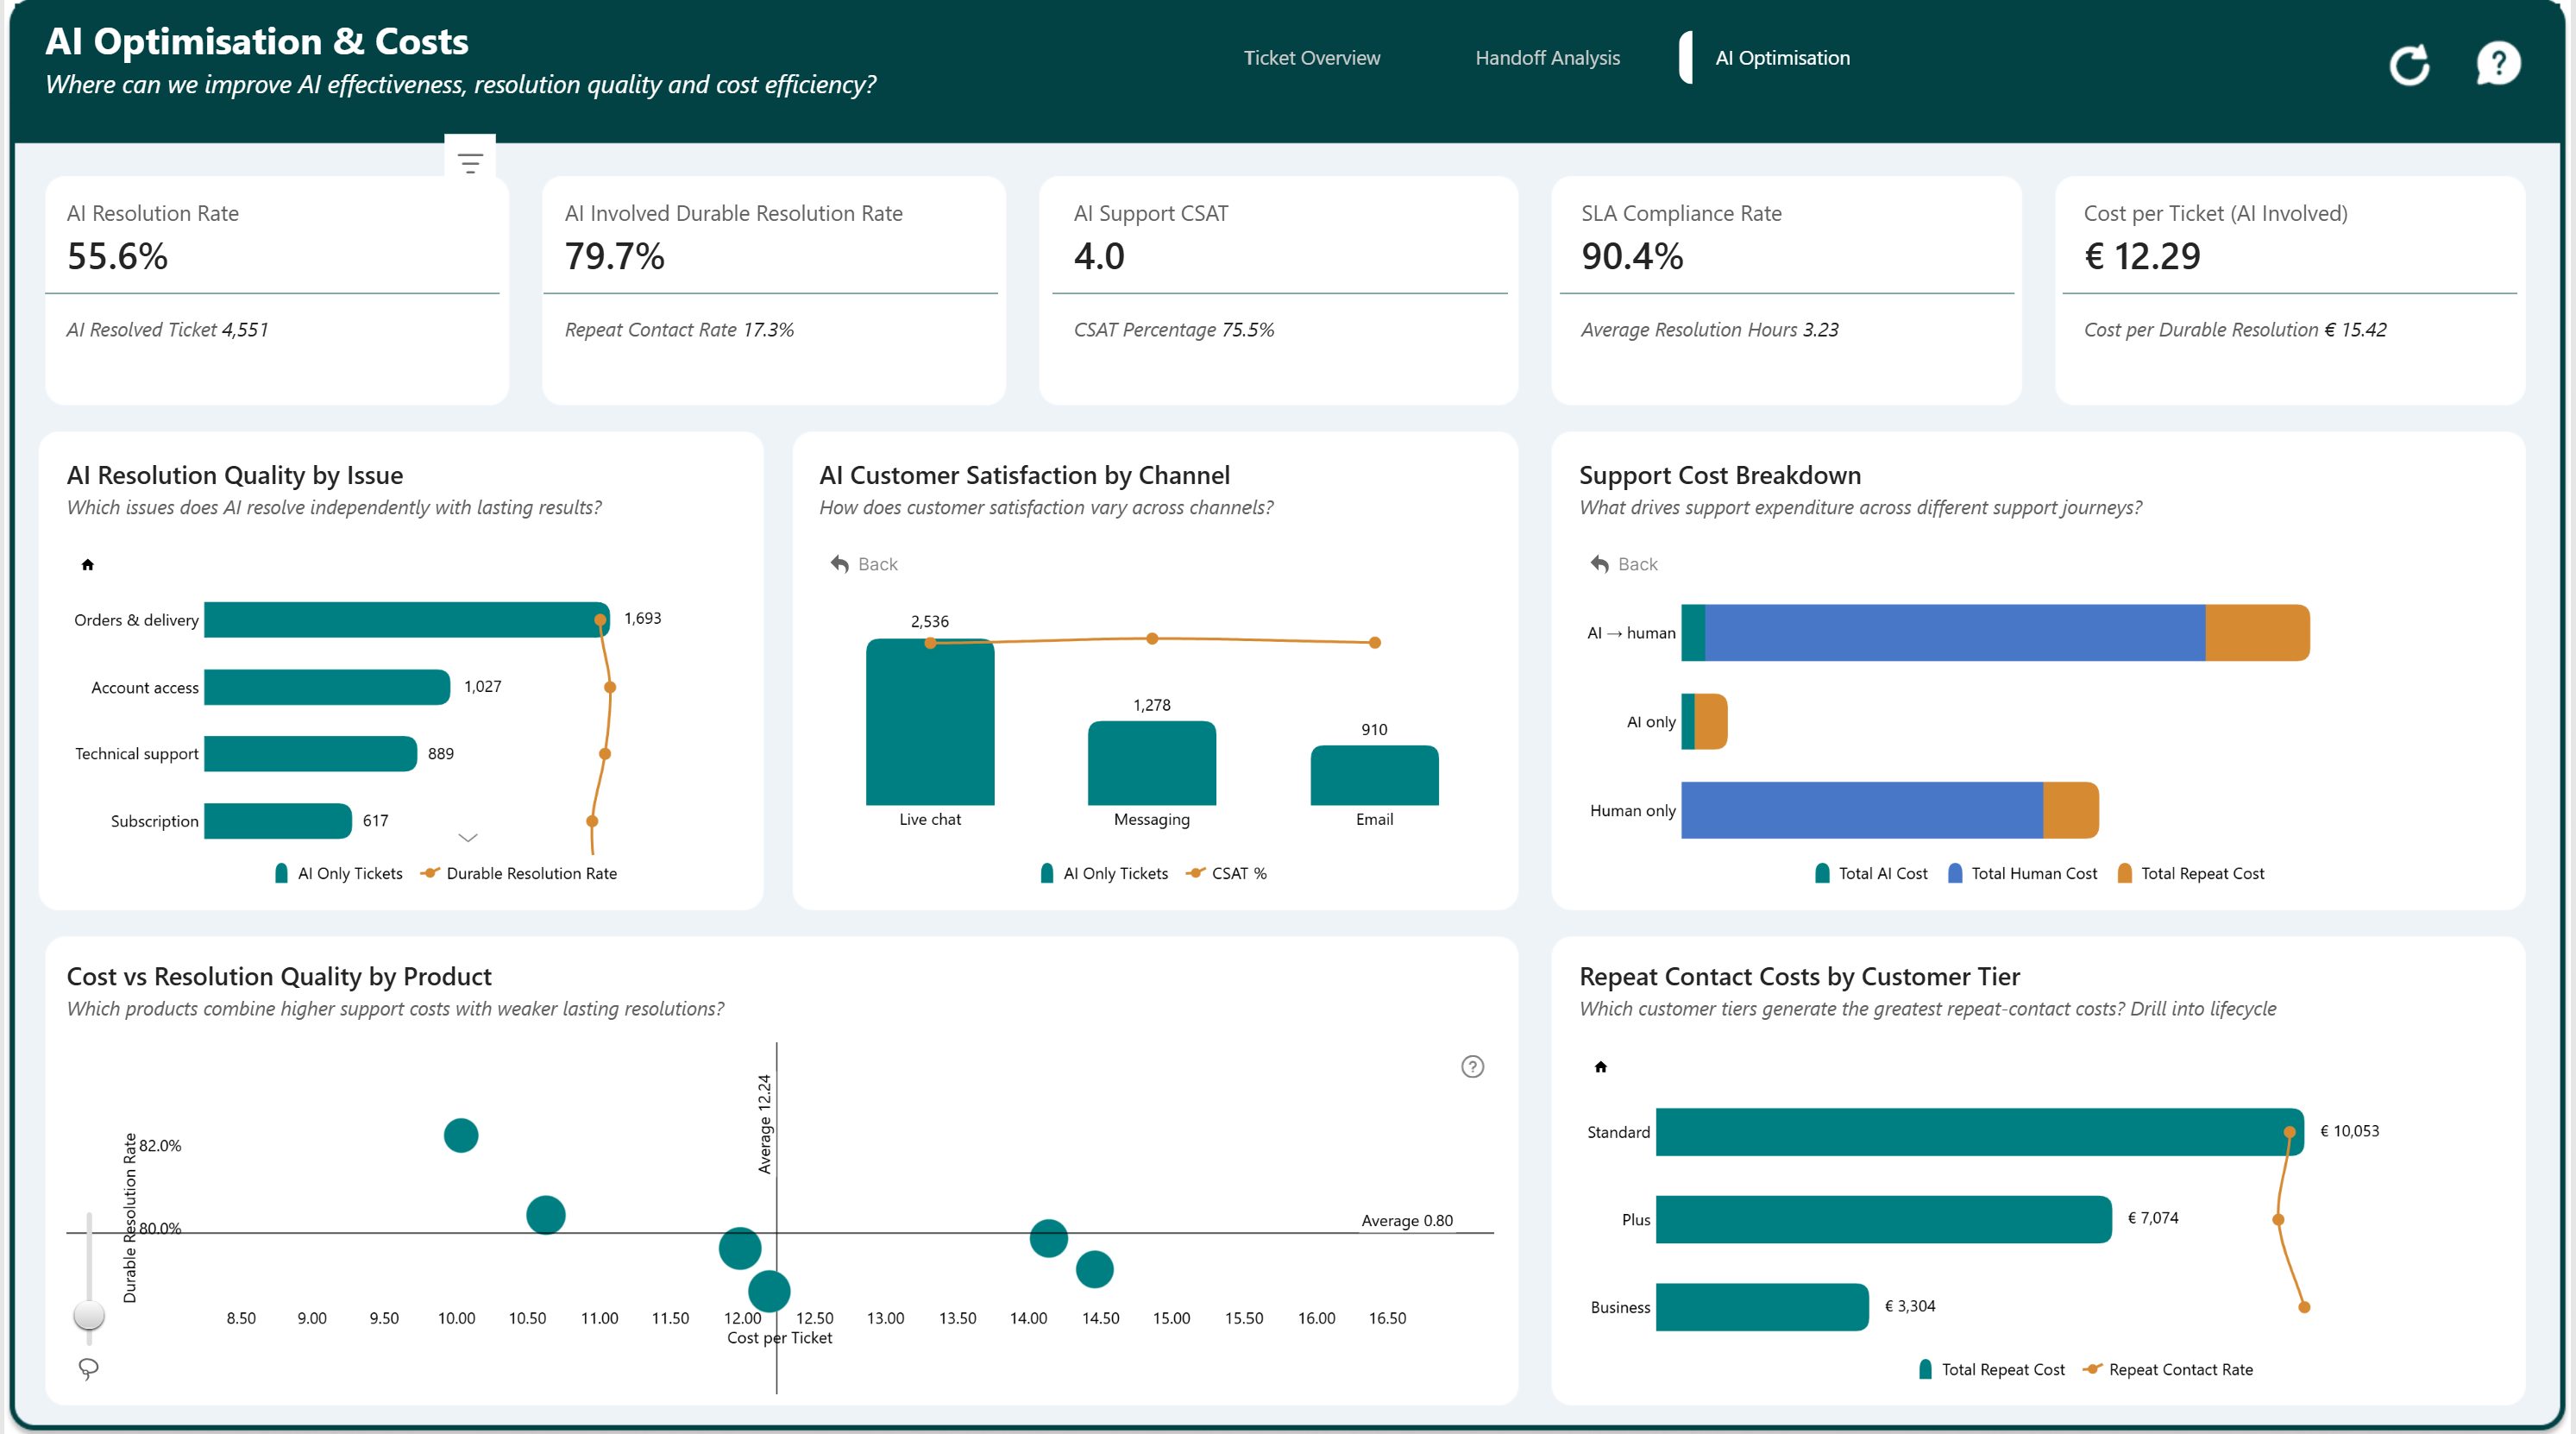 AI Optimisation & Costs
Where can we improve AI effectiveness, resolution quality and cost efficiency?
Ticket Overview
Handoff Analysis
AI Optimisation
?
AI Resolution Rate
55.6%
AI Resolved Ticket 4,551
AI Involved Durable Resolution Rate
79.7%
Repeat Contact Rate 17.3%
AI Support CSAT
4.0
CSAT Percentage 75.5%
SLA Compliance Rate
90.4%
Average Resolution Hours 3.23
Cost per Ticket (AI Involved)
€ 12.29
Cost per Durable Resolution € 15.42
AI Resolution Quality by Issue
Which issues does AI resolve independently with lasting results?
Orders & delivery 1,693
Account access 1,027
Technical support 889
Subscription 617
AI Only Tickets Durable Resolution Rate
AI Customer Satisfaction by Channel
How does customer satisfaction vary across channels?
Back
2,536
1,278
910
Live chat Messaging Email
AI Only Tickets CSAT %
Support Cost Breakdown
What drives support expenditure across different support journeys?
Back
AI → human
AI only
Human only
Total AI Cost Total Human Cost Total Repeat Cost
Cost vs Resolution Quality by Product
Which products combine higher support costs with weaker lasting resolutions?
?
Average 12.24
Durable Resolution Rate
82.0%
80.0%
Average 0.80
8.50 9.00 9.50 10.00 10.50 11.00 11.50 12.00 12.50 13.00 13.50 14.00 14.50 15.00 15.50 16.00 16.50
Cost per Ticket
Repeat Contact Costs by Customer Tier
Which customer tiers generate the greatest repeat-contact costs? Drill into lifecycle
Standard € 10,053
Plus € 7,074
Business € 3,304
Total Repeat Cost Repeat Contact Rate